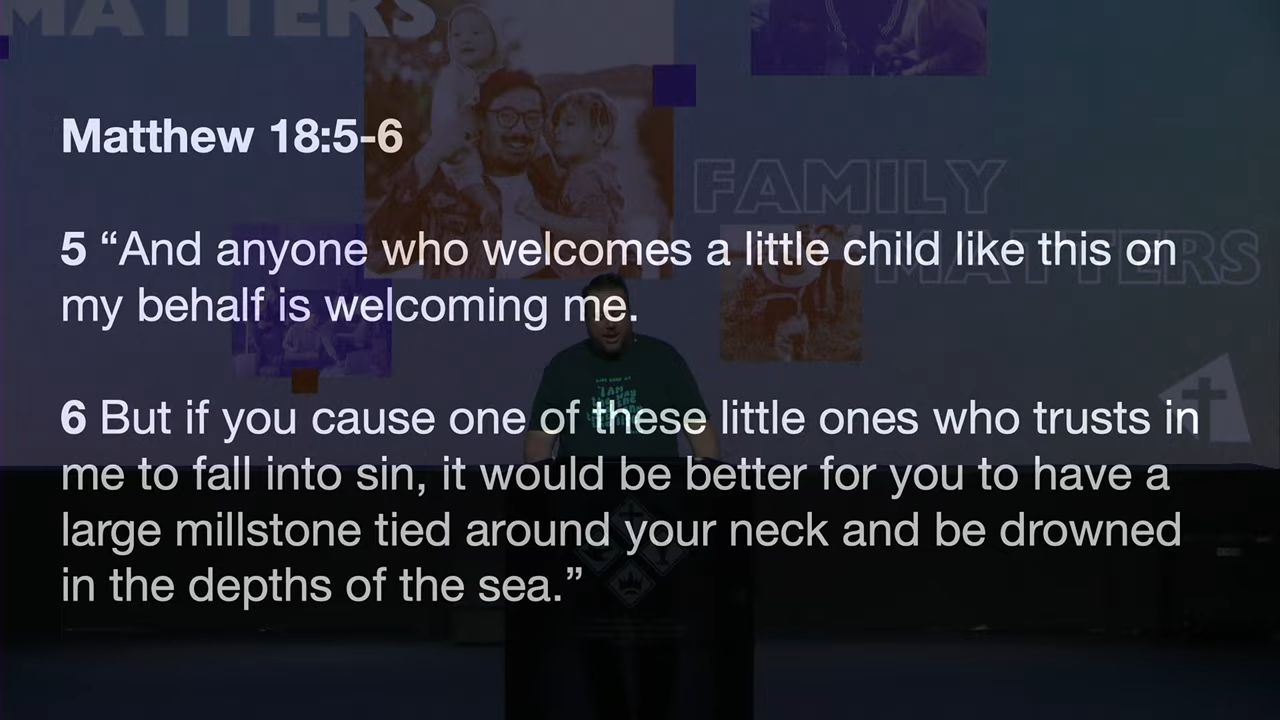 MATTERS
Matthew 18:5-6
FAMILY
MATTERS
5 “And anyone who welcomes a little child like this on
my behalf is welcoming me.
6 But if you cause one of these little ones who trusts in
me to fall into sin, it would be better for you to have a
large millstone tied around your neck and be drowned
in the depths of the sea.”